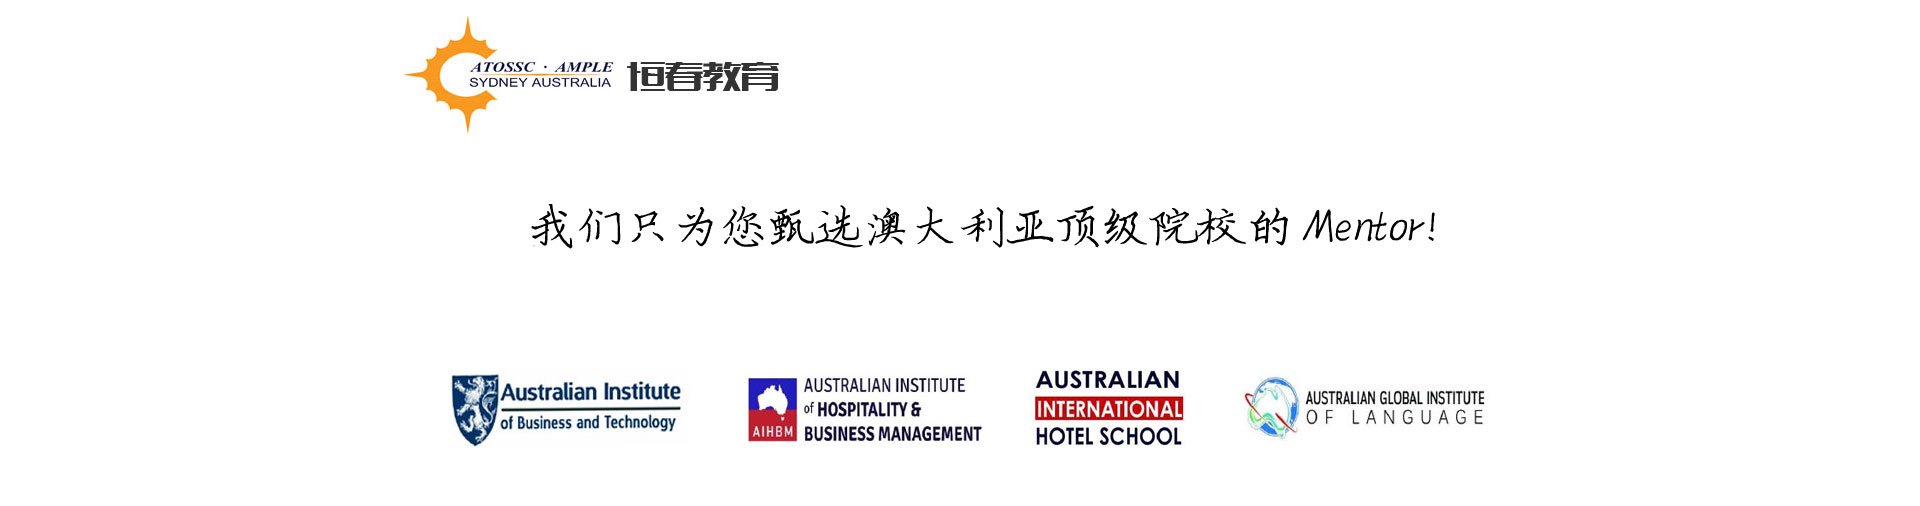 ATOSSC · AMPLE
SYDNEY AUSTRALIA
恒春教育
我们只为您甄选澳大利亚顶级院校的 Mentor!
Australian Institute
of Business and Technology
AIHBM
AUSTRALIAN INSTITUTE
of HOSPITALITY &
BUSINESS MANAGEMENT
AUSTRALIAN
INTERNATIONAL
HOTEL SCHOOL
AUSTRALIAN GLOBAL INSTITUTE
OF LANGUAGE